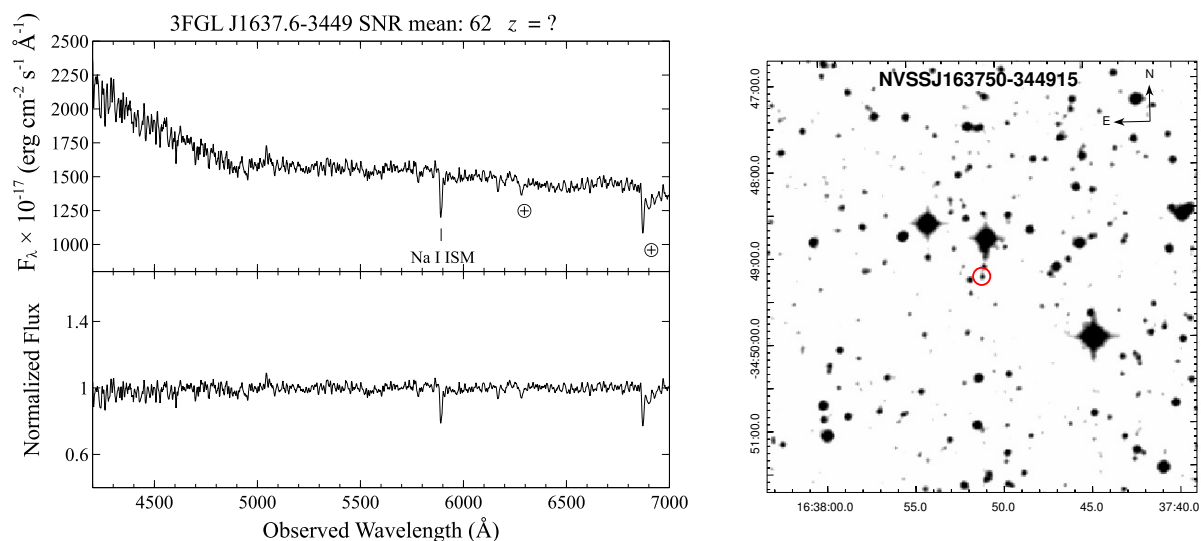 3FGL J1637.6-3449 SNR mean: 62 z = ?
F_λ × 10^-17 (erg cm^-2 s^-1 Å^-1)
2500
2250
2000
1750
1500
1250
1000
⊕
⊕
Na I ISM
Normalized Flux
1.4
1
0.6
4500 5000 5500 6000 6500 7000
Observed Wavelength (Å)
NVSSJ163750-344915
N
E
47:00.0
48:00.0
49:00.0
-34:50:00.0
51:00.0
16:38:00.0 55.0 50.0 45.0 37:40.0